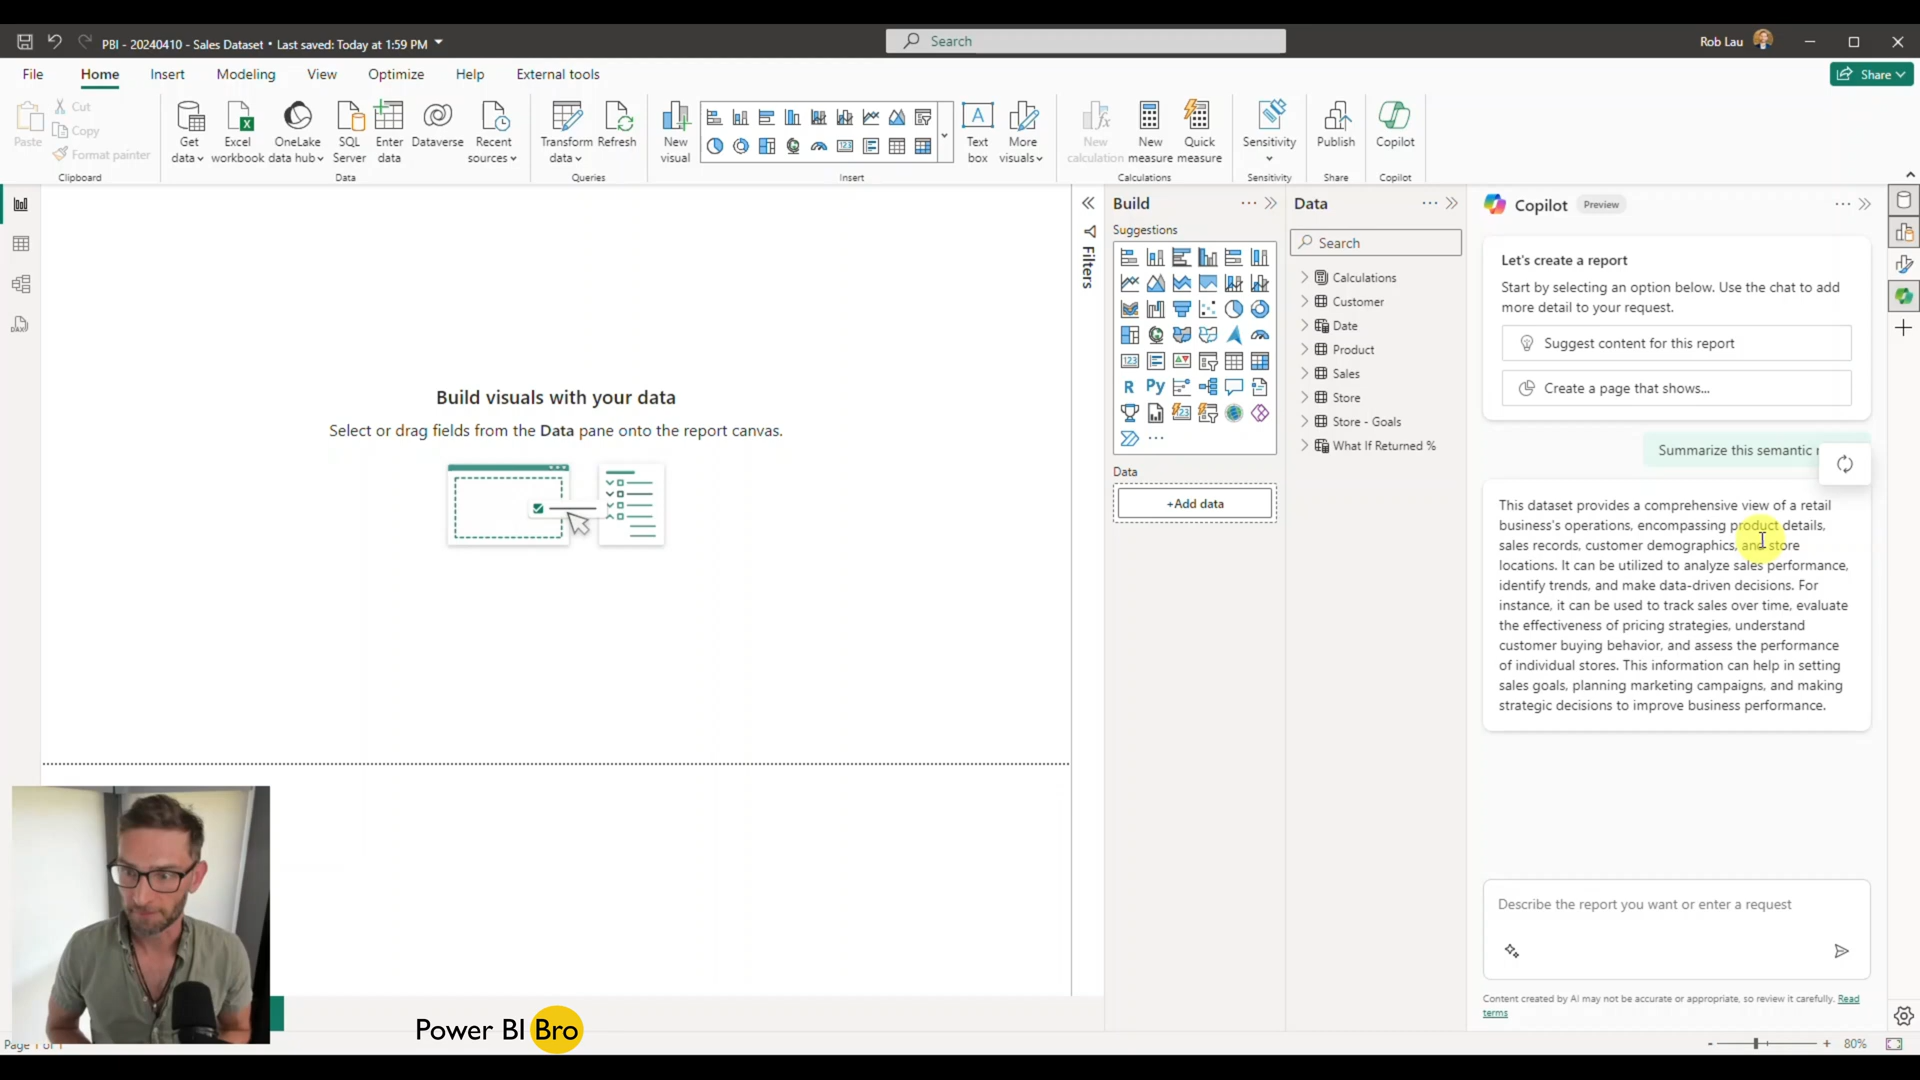 PBI - 20240410 - Sales Dataset • Last saved: Today at 1:59 PM
Search
Rob Lau
File
Home
Insert
Modeling
View
Optimize
Help
External tools
Share
Paste
Cut
Copy
Format painter
Clipboard
Get
data
Excel
workbook
OneLake
data hub
SQL
Server
Enter
data
Dataverse
Recent
sources
Data
Transform
data
Refresh
Queries
New
visual
Insert
A
Text
box
More
visuals
New
calculation
New
measure
Quick
measure
Calculations
Sensitivity
Sensitivity
Publish
Share
Copilot
Copilot
Build visuals with your data
Select or drag fields from the Data pane onto the report canvas.
Filters
Build
Suggestions
123
R
Py
123
Data
+Add data
Data
Search
Calculations
Customer
Date
Product
Sales
Store
Store - Goals
What If Returned %
Copilot
Preview
Let's create a report
Start by selecting an option below. Use the chat to add
more detail to your request.
Suggest content for this report
Create a page that shows...
Summarize this semantic
This dataset provides a comprehensive view of a retail
business's operations, encompassing product details,
sales records, customer demographics, and store
locations. It can be utilized to analyze sales performance,
identify trends, and make data-driven decisions. For
instance, it can be used to track sales over time, evaluate
the effectiveness of pricing strategies, understand
customer buying behavior, and assess the performance
of individual stores. This information can help in setting
sales goals, planning marketing campaigns, and making
strategic decisions to improve business performance.
Describe the report you want or enter a request
Content created by AI may not be accurate or appropriate, so review it carefully. Read
terms
Power BI Bro
Page 1 of 1
- + 80%